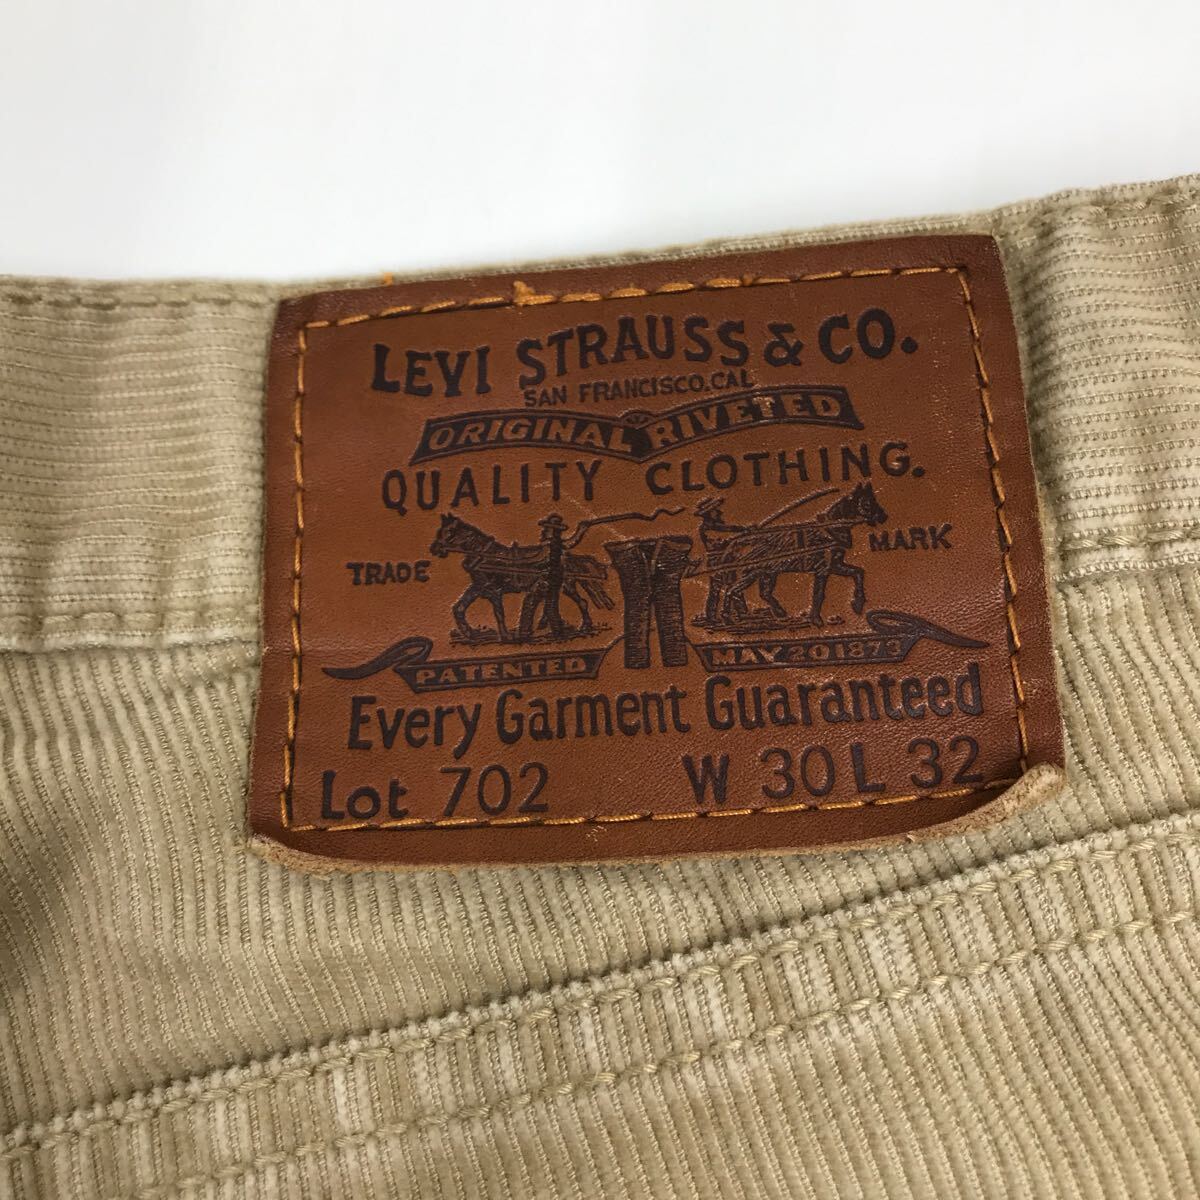 LEVI STRAUSS & CO.
SAN FRANCISCO.CAL
ORIGINAL RIVETED
QUALITY CLOTHING.
TRADE MARK
PATENTED MAY 20 1873
Every Garment Guaranteed
Lot 702 W 30 L 32